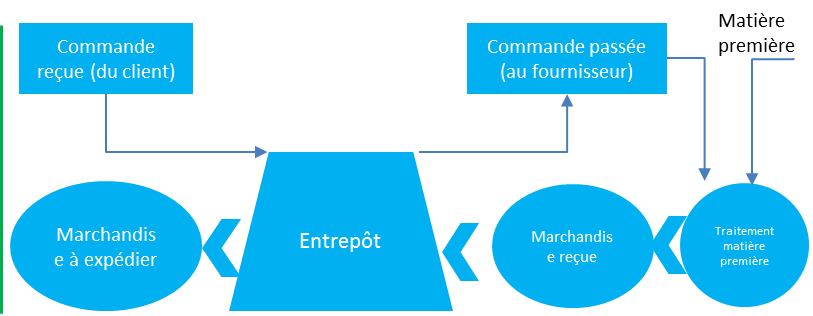 Commande
reçue (du client)
Commande passée
(au fournisseur)
Matière
première
Marchandis
e à expédier
Entrepôt
Marchandis
e reçue
Traitement
matière
première